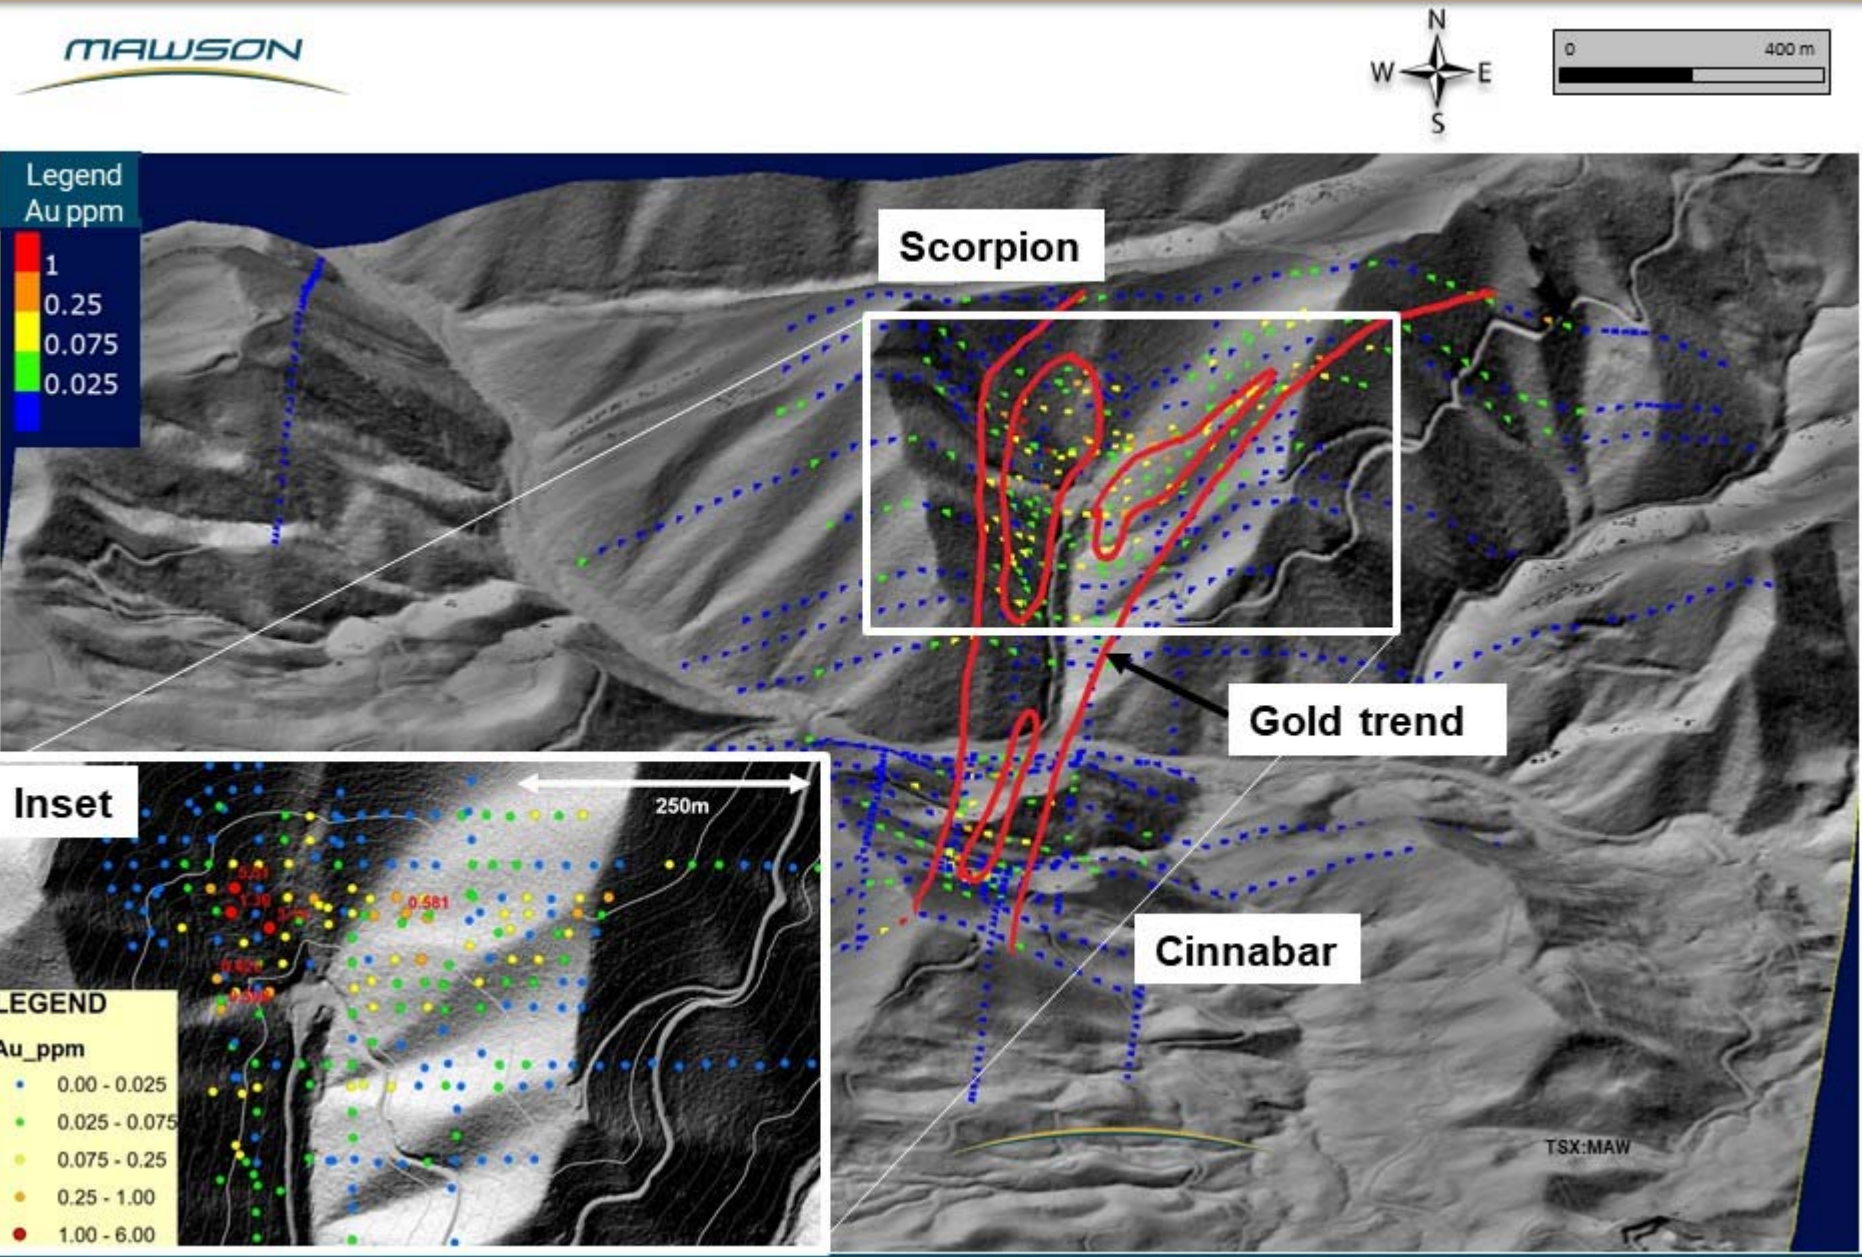 MAWSON
N
W E
S
0 400 m
Legend
Au ppm
1
0.25
0.075
0.025
Scorpion
Gold trend
Cinnabar
TSX:MAW
Inset
250m
0.581
LEGEND
Au_ppm
0.00 - 0.025
0.025 - 0.075
0.075 - 0.25
0.25 - 1.00
1.00 - 6.00